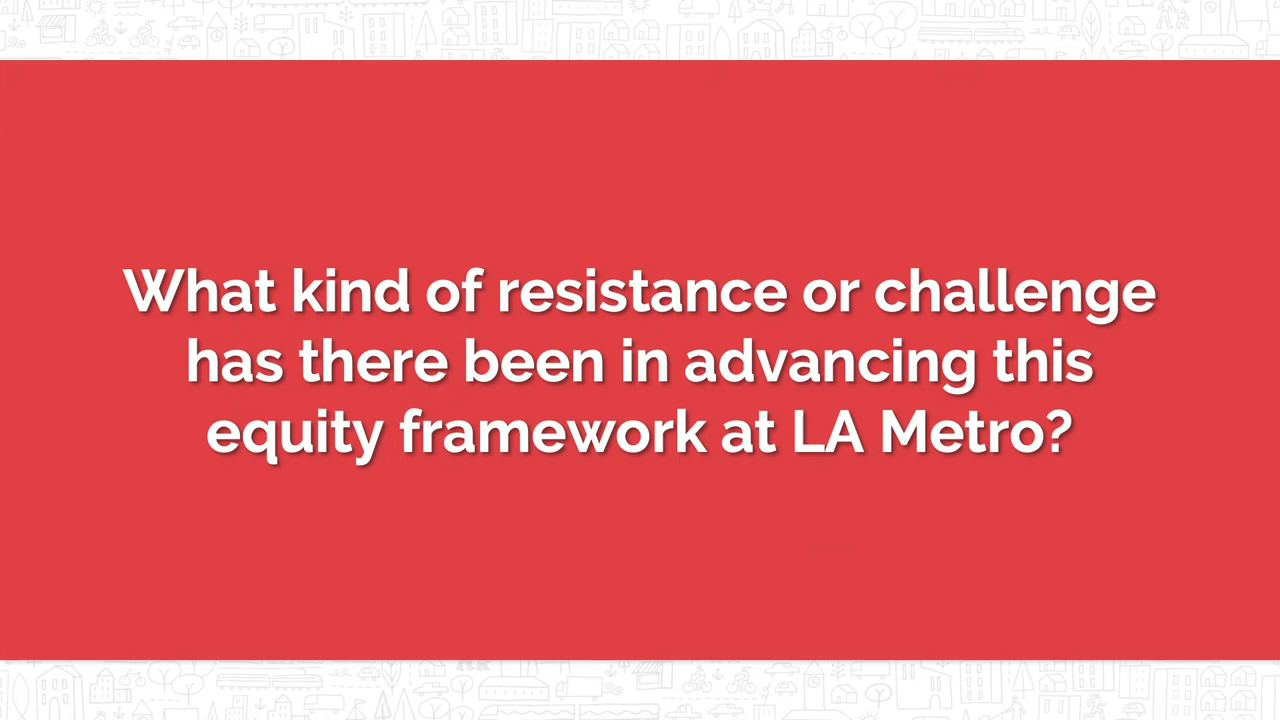 What kind of resistance or challenge
has there been in advancing this
equity framework at LA Metro?